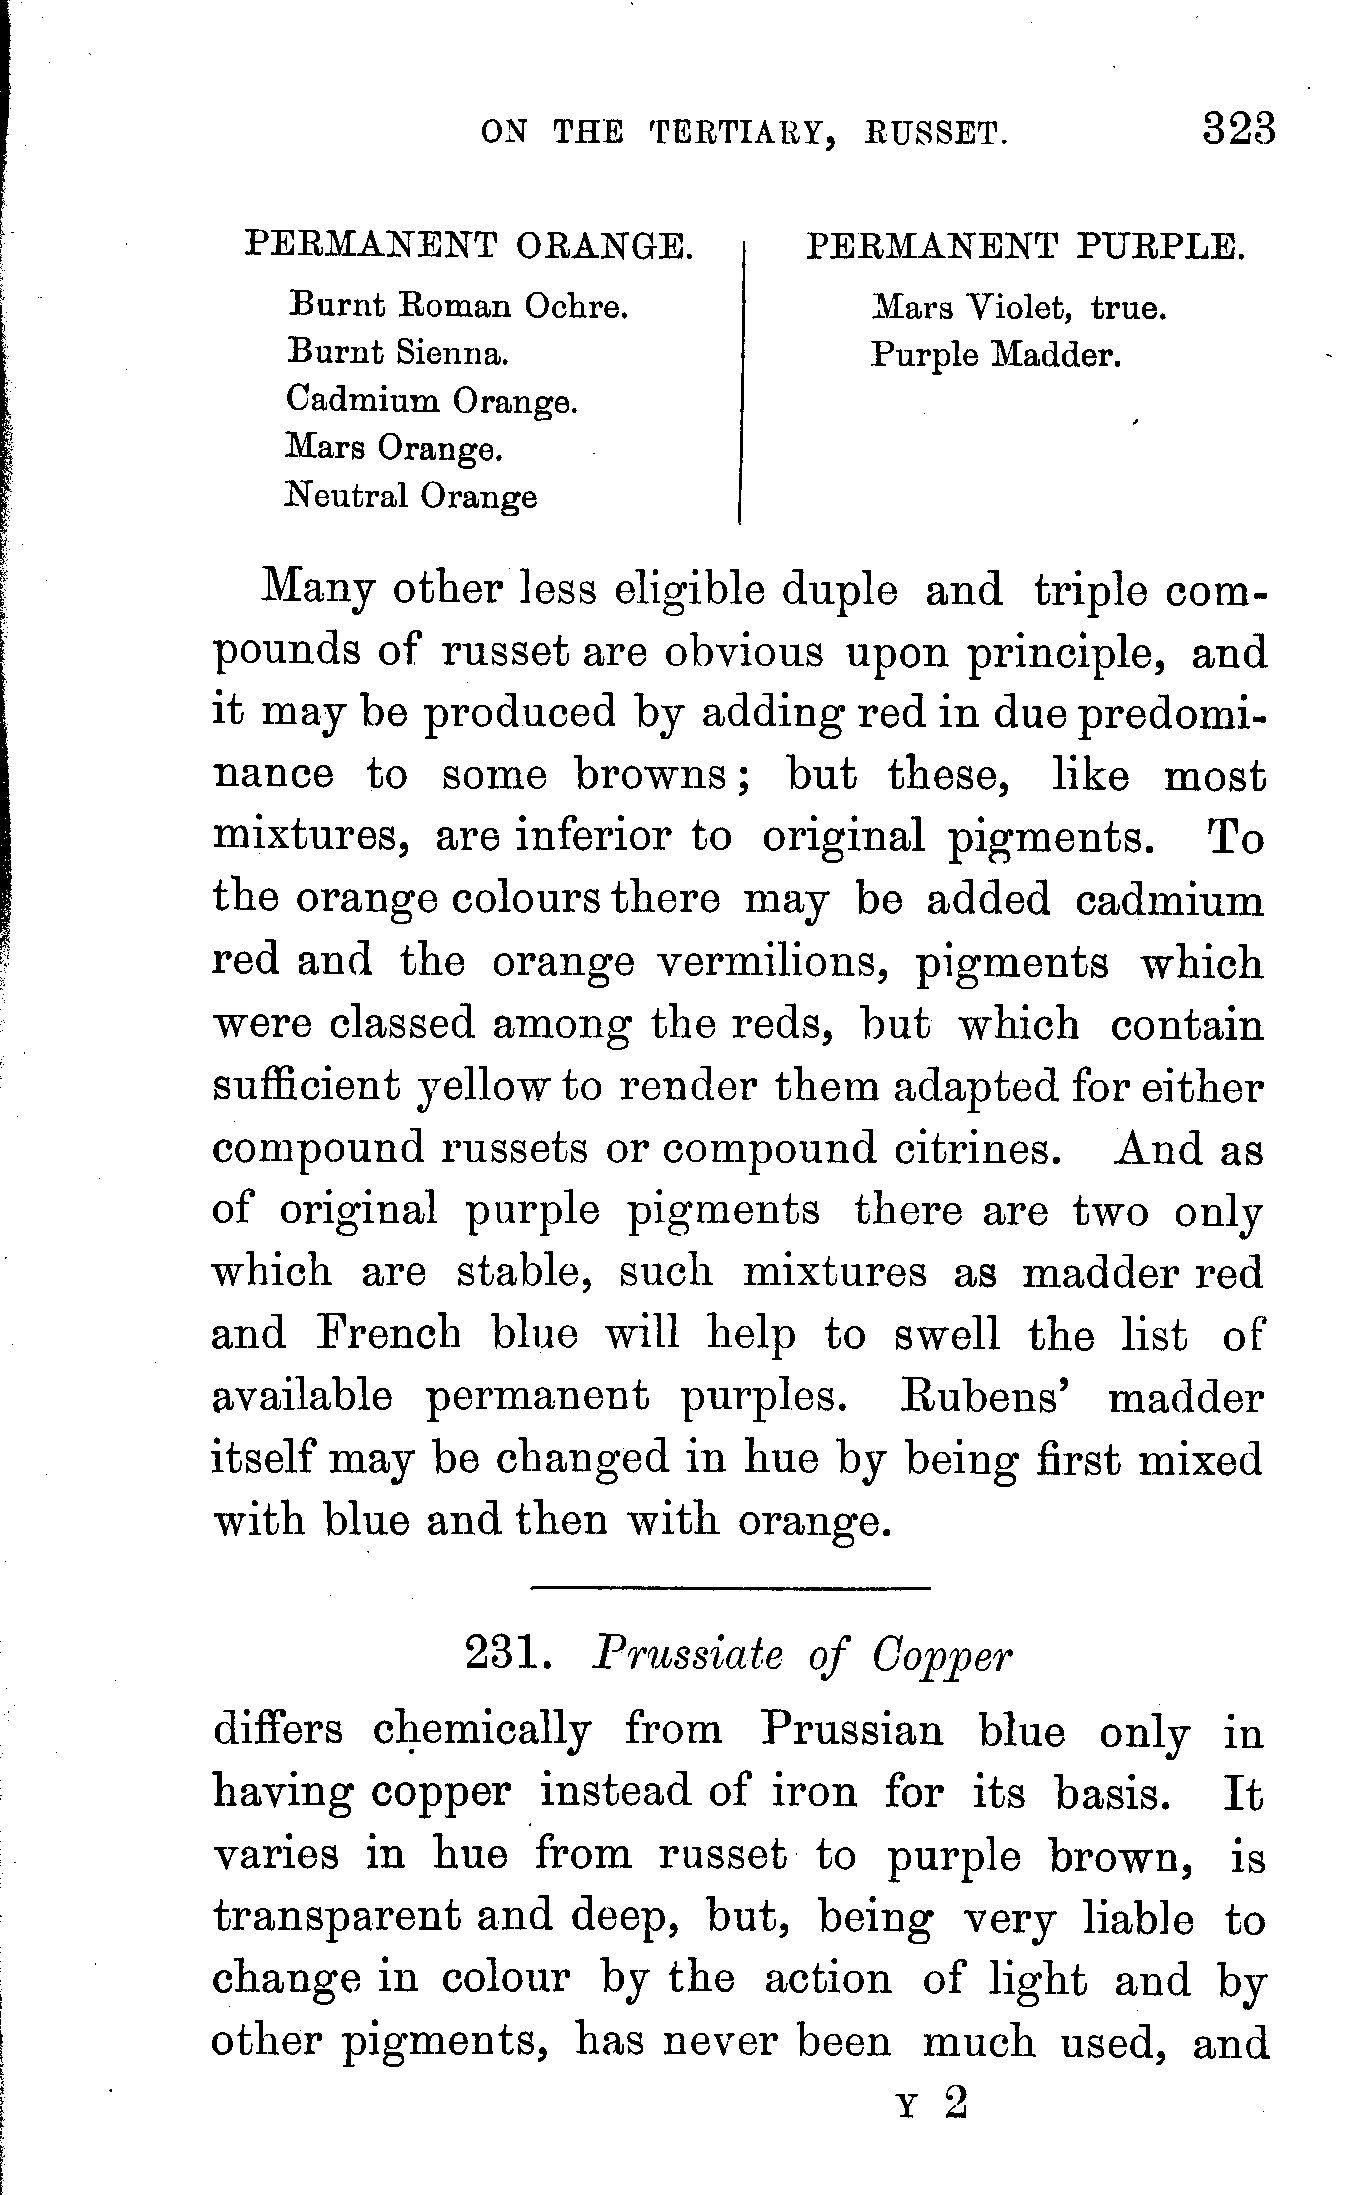 ON THE TERTIARY, RUSSET. 323
PERMANENT ORANGE.
Burnt Roman Ochre.
Burnt Sienna.
Cadmium Orange.
Mars Orange.
Neutral Orange
PERMANENT PURPLE.
Mars Violet, true.
Purple Madder.
Many other less eligible duple and triple com-
pounds of russet are obvious upon principle, and
it may be produced by adding red in due predomi-
nance to some browns; but these, like most
mixtures, are inferior to original pigments. To
the orange colours there may be added cadmium
red and the orange vermilions, pigments which
were classed among the reds, but which contain
sufficient yellow to render them adapted for either
compound russets or compound citrines. And as
of original purple pigments there are two only
which are stable, such mixtures as madder red
and French blue will help to swell the list of
available permanent purples. Rubens' madder
itself may be changed in hue by being first mixed
with blue and then with orange.
231. Prussiate of Copper
differs chemically from Prussian blue only in
having copper instead of iron for its basis. It
varies in hue from russet to purple brown, is
transparent and deep, but, being very liable to
change in colour by the action of light and by
other pigments, has never been much used, and
Y 2